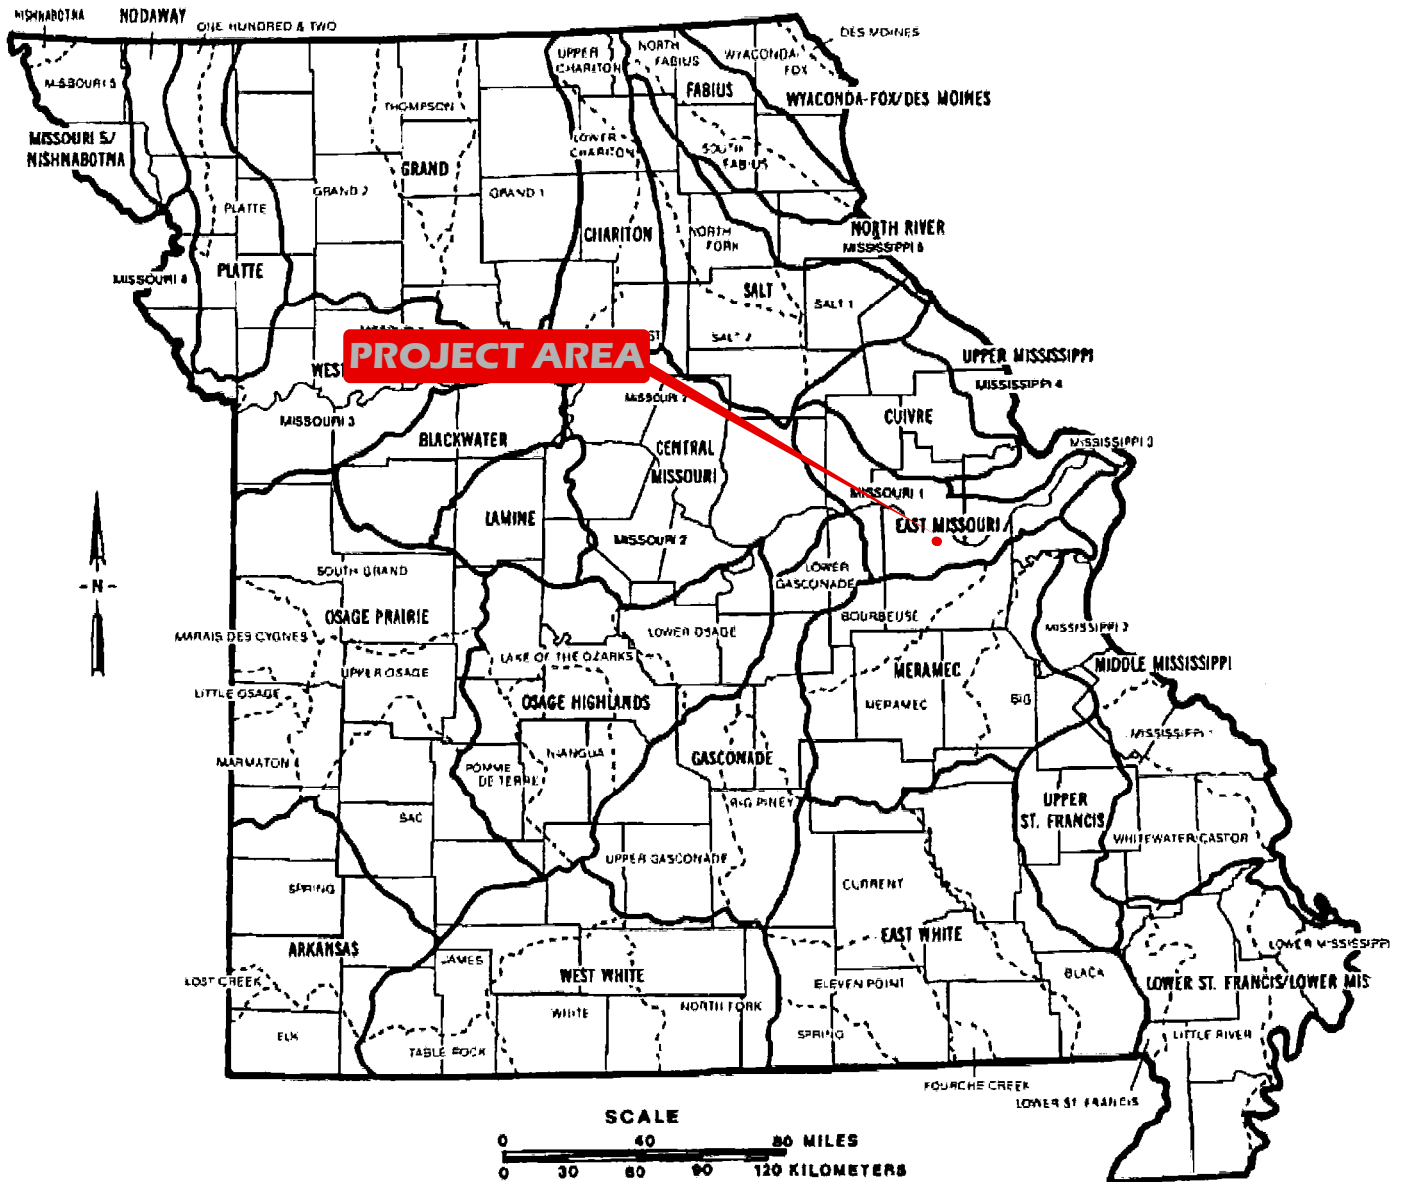 NISHNABOTNA
NODAWAY
ONE HUNDRED & TWO
DES MOINES
UPPER
CHARITON
NORTH
FABIUS
WYACONDA-
FOX
MISSOURI 5
FABIUS
WYACONDA-FOX/DES MOINES
THOMPSON
MISSOURI 5/
NISHNABOTNA
LOWER
CHARITON
SOUTH
FABIUS
GRAND
GRAND 2
GRAND 1
PLATTE
CHARITON
NORTH
FORK
NORTH RIVER
MISSISSIPPI 5
PLATTE
MISSOURI 4
SALT
SALT 1
SALT 2
WEST
PROJECT AREA
UPPER MISSISSIPPI
MISSISSIPPI 4
MISSOURI 2
MISSOURI 3
CUIVRE
BLACKWATER
CENTRAL
MISSOURI
MISSISSIPPI 3
MISSOURI 1
LAMINE
EAST MISSOURI
MISSOURI 2
SOUTH GRAND
LOWER
GASCONADE
OSAGE PRAIRIE
BOURBEUSE
MARAIS DES CYGNES
LOWER OSAGE
MISSISSIPPI 2
LAKE OF THE OZARKS
UPPER OSAGE
MERAMEC
MIDDLE MISSISSIPPI
LITTLE OSAGE
OSAGE HIGHLANDS
MERAMEC
BIG
MISSISSIPPI 1
MARMATON
NIANGUA
GASCONADE
POMME
DE TERRE
BIG PINEY
UPPER
ST. FRANCIS
SAC
WHITEWATER
CASTOR
UPPER GASCONADE
SPRING
CURRENT
ARKANSAS
EAST WHITE
LOWER MISSISSIPPI
JAMES
WEST WHITE
BLACK
LOST CREEK
ELEVEN POINT
LOWER ST. FRANCIS/LOWER MIS
NORTH FORK
WHITE
ELK
SPRING
LITTLE RIVER
TABLE ROCK
FOURCHE CREEK
LOWER ST FRANCIS
-N-
SCALE
0 40 80 MILES
0 30 60 90 120 KILOMETERS